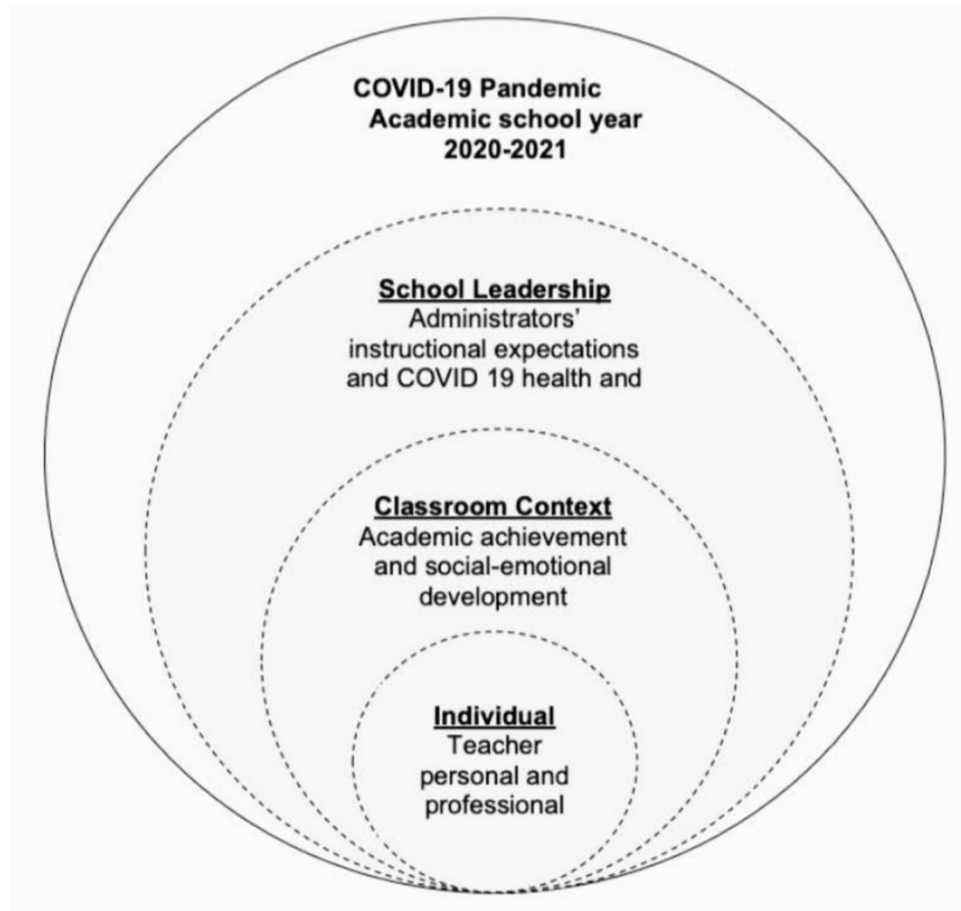 COVID-19 Pandemic
Academic school year
2020-2021
School Leadership
Administrators’
instructional expectations
and COVID 19 health and
Classroom Context
Academic achievement
and social-emotional
development
Individual
Teacher
personal and
professional